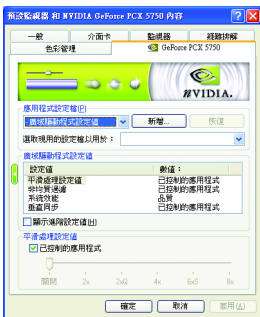 預設監視器 和 NVIDIA GeForce PCX 5750 內容
一般 介面卡 監視器 疑難排解
色彩管理 GeForce PCX 5750
NVIDIA.
應用程式設定檔(P)
廣域驅動程式設定值 新增... 恢復
選取現用的設定檔以用於：
廣域驅動程式設定值
設定值 數值：
平滑處理設定值 已控制的應用程式
非均質過濾 已控制的應用程式
系統效能 品質
垂直同步 已控制的應用程式
顯示進階設定值(H)
平滑處理設定值
已控制的應用程式
關閉 2x 2xQ 4x 6xS 8x
確定 取消 套用(A)